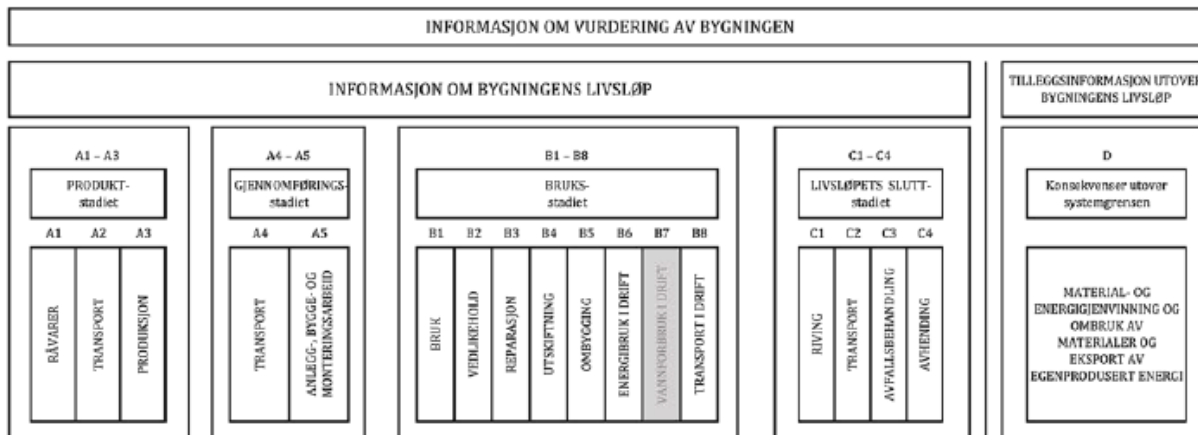 INFORMASJON OM VURDERING AV BYGNINGEN
INFORMASJON OM BYGNINGENS LIVSLØP
TILLEGGSINFORMASJON UTOVER
BYGNINGENS LIVSLØP
A1 – A3
PRODUKT-
stadiet
A1 A2 A3
RÅVARER
TRANSPORT
PRODUKSJON
A4 – A5
GJENNOMFØRINGS-
stadiet
A4 A5
TRANSPORT
ANLEGG-, BYGGE- OG
MONTERINGSARBEID
B1 – B8
BRUKS-
stadiet
B1 B2 B3 B4 B5 B6 B7 B8
BRUK
VEDLIKEHOLD
REPARASJON
UTSKIFTNING
OMBYGGING
ENERGIBRUK I DRIFT
VANNFORBRUK I DRIFT
TRANSPORT I DRIFT
C1 – C4
LIVSLØPETS SLUTT-
stadiet
C1 C2 C3 C4
RIVING
TRANSPORT
AVFALLSBEHANDLING
AVHENDING
D
Konsekvenser utover
systemgrensen
MATERIAL- OG
ENERGIGJENVINNING OG
OMBRUK AV
MATERIALER OG
EKSPORT AV
EGENPRODUSERT ENERGI